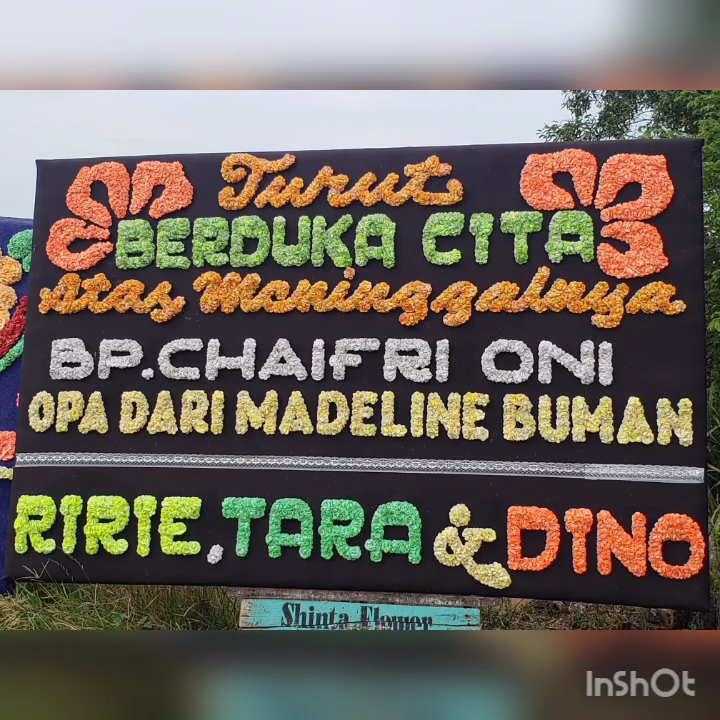 Turut
BERDUKA CITA
Atas Meninggalnya
BP.CHAIFRI ONI
OPA DARI MADELINE BUMAN
RIRIE, TARA & DINO
Shinta Flower
InShOt